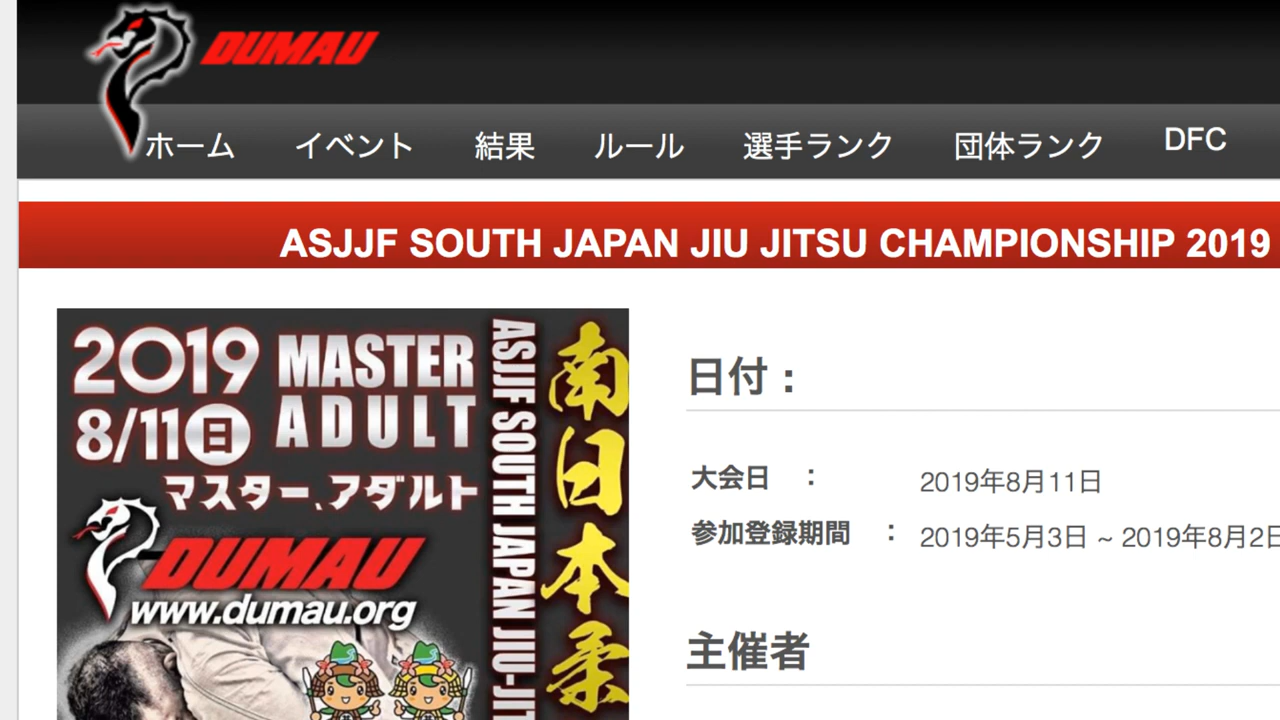 DUMAU
ホーム イベント 結果 ルール 選手ランク 団体ランク DFC
ASJJF SOUTH JAPAN JIU JITSU CHAMPIONSHIP 2019
2019 MASTER
8/11(日) ADULT
マスター、アダルト
DUMAU
www.dumau.org
ASJJF SOUTH JAPAN JIU-JIT
南日本柔
日付：
大会日 ： 2019年8月11日
参加登録期間 ： 2019年5月3日 ~ 2019年8月2日
主催者